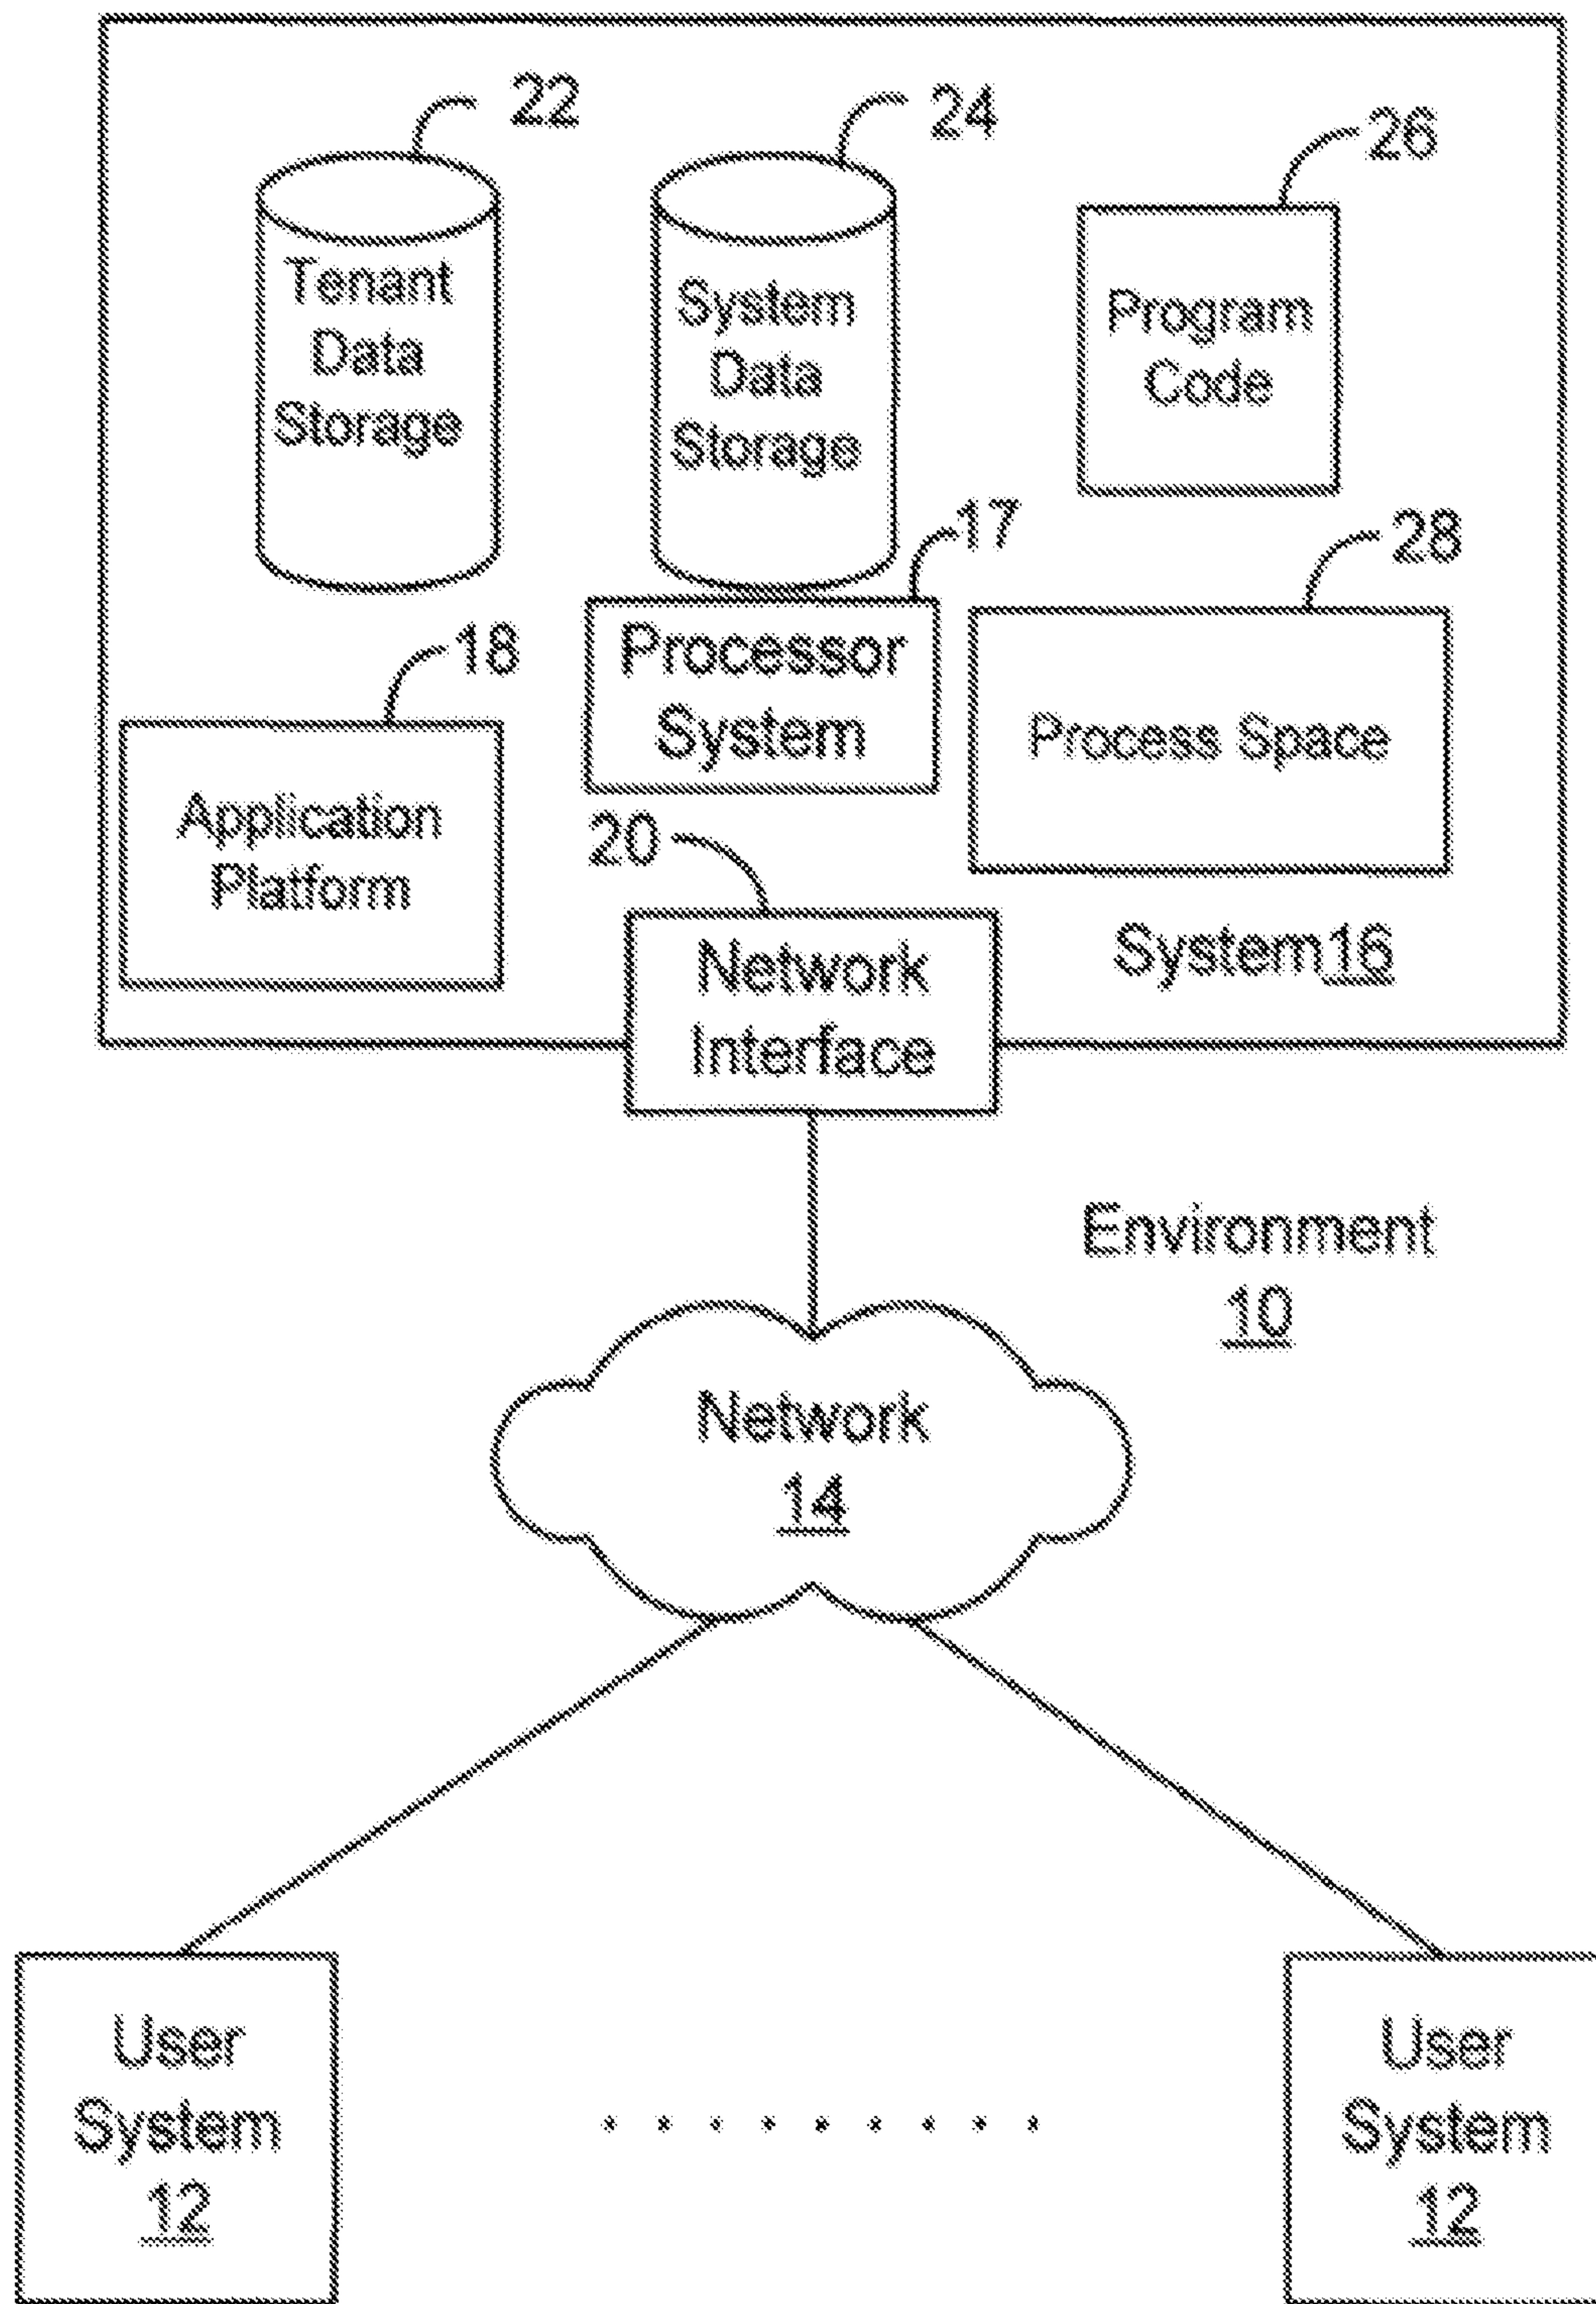 22
24
26
Tenant
Data
Storage
System
Data
Storage
Program
Code
17
28
18
Processor
System
Process Space
Application
Platform
20
Network
Interface
System 16
Environment
10
Network
14
User
System
12
. . . . . . . . .
User
System
12